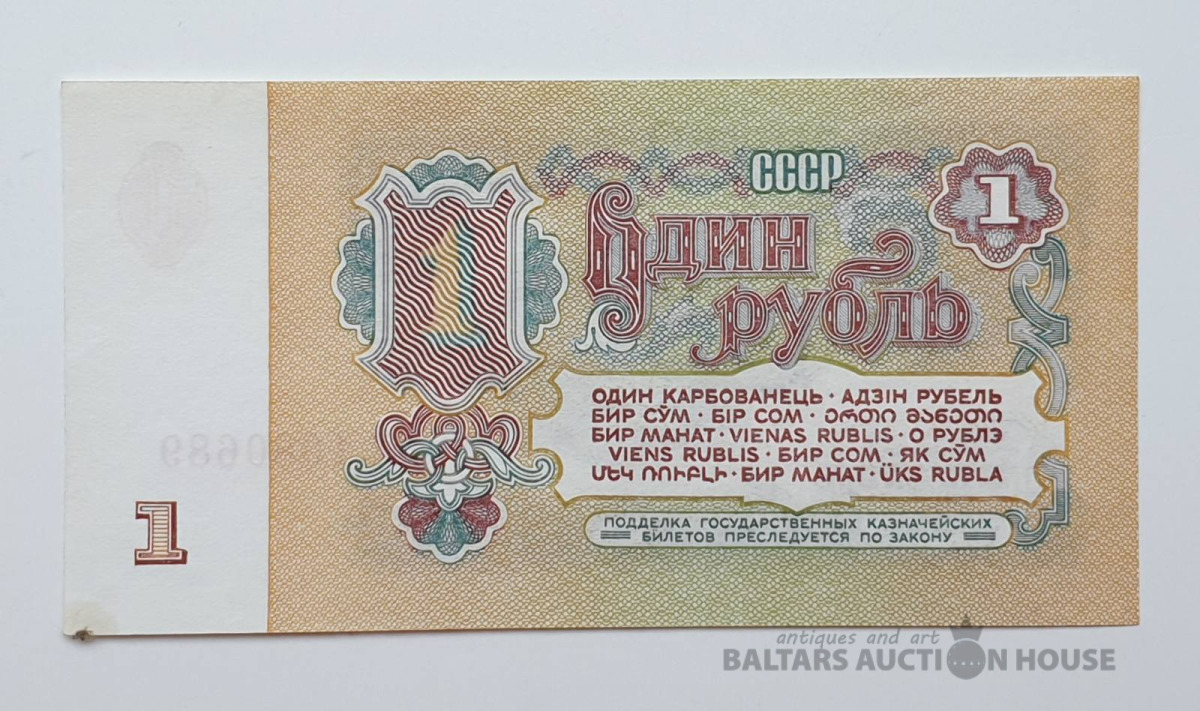 СССР
1
1
Один
рубль
ОДИН КАРБОВАНЕЦЬ · АДЗІН РУБЕЛЬ
БИР СЎМ · БІР СОМ · ერთი მანეთი
БИР МАНАТ · VIENAS RUBLIS · О РУБЛЭ
VIENS RUBLIS · БИР СОМ · ЯК СӮМ
ՄԵԿ ՌՈՒԲԼԻ · БИР МАНАТ · ÜKS RUBLA
ПОДДЕЛКА ГОСУДАРСТВЕННЫХ КАЗНАЧЕЙСКИХ
БИЛЕТОВ ПРЕСЛЕДУЕТСЯ ПО ЗАКОНУ
1
antiques and art
BALTARS AUCTION HOUSE